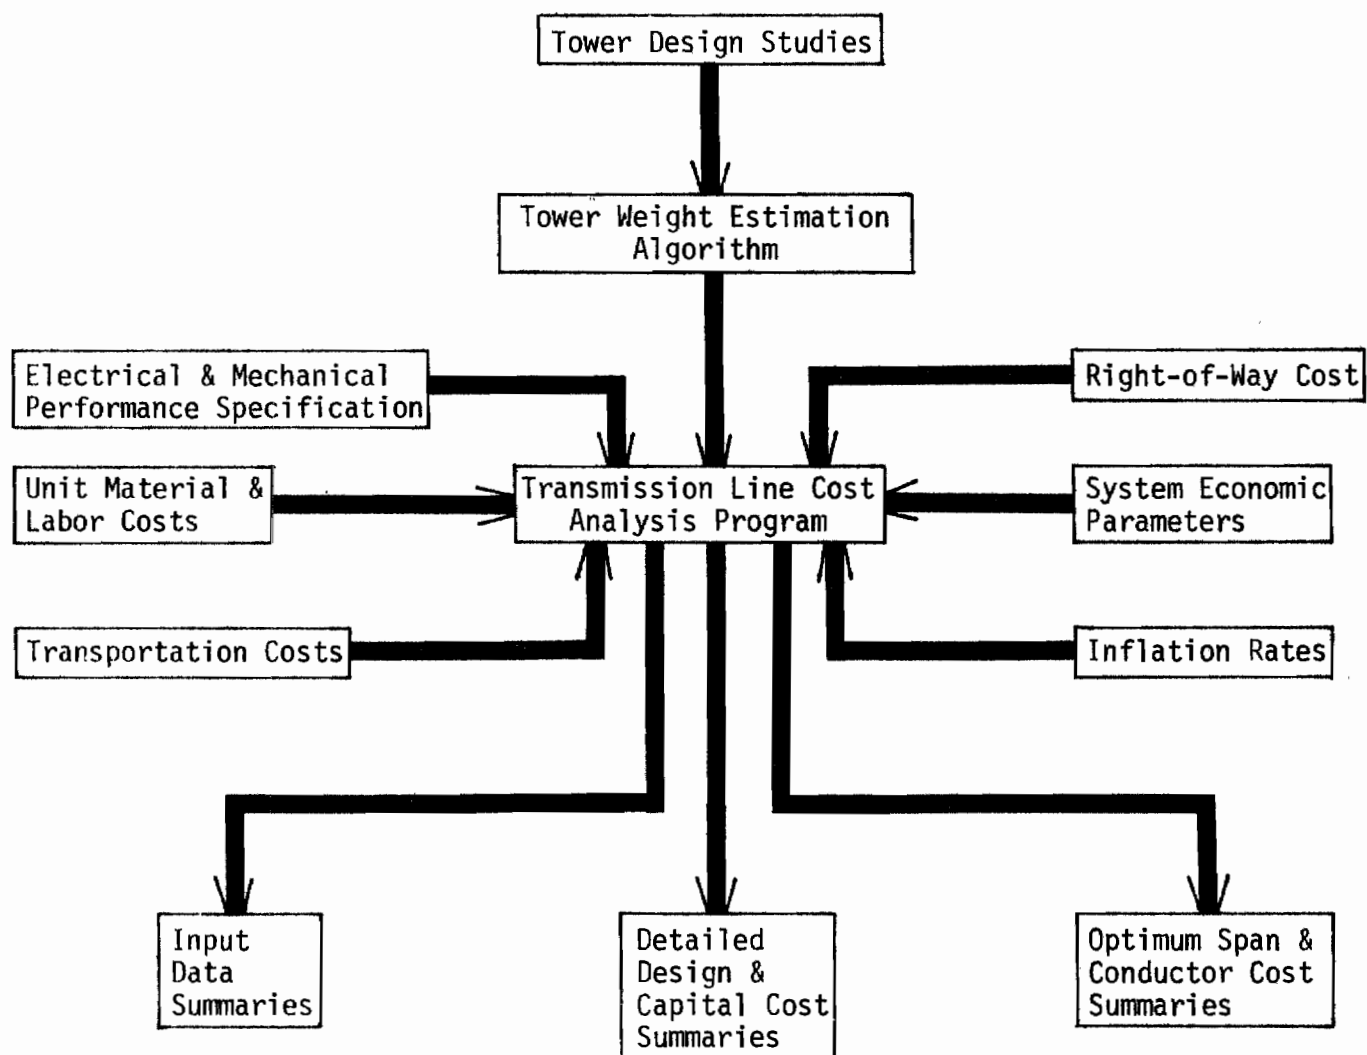 Tower Design Studies
Tower Weight Estimation
Algorithm
Electrical & Mechanical
Performance Specification
Right-of-Way Cost
Unit Material &
Labor Costs
Transmission Line Cost
Analysis Program
System Economic
Parameters
Transportation Costs
Inflation Rates
Input
Data
Summaries
Detailed
Design &
Capital Cost
Summaries
Optimum Span &
Conductor Cost
Summaries